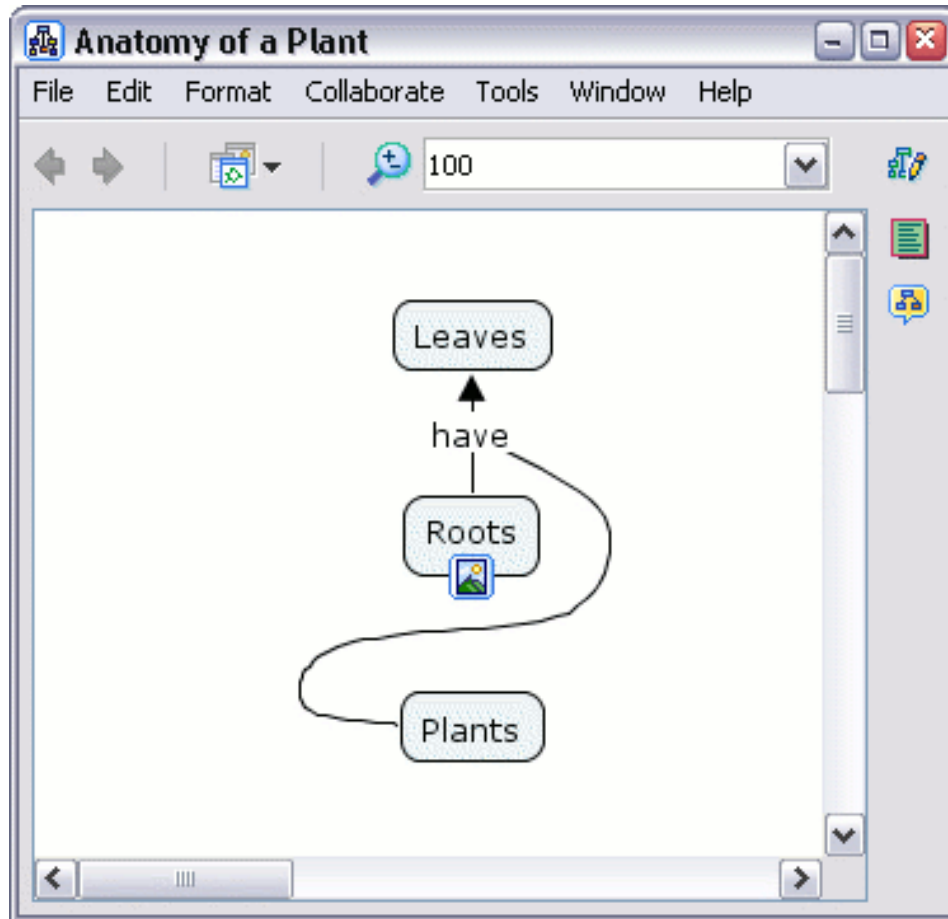 Anatomy of a Plant
File Edit Format Collaborate Tools Window Help
100
Leaves
have
Roots
Plants